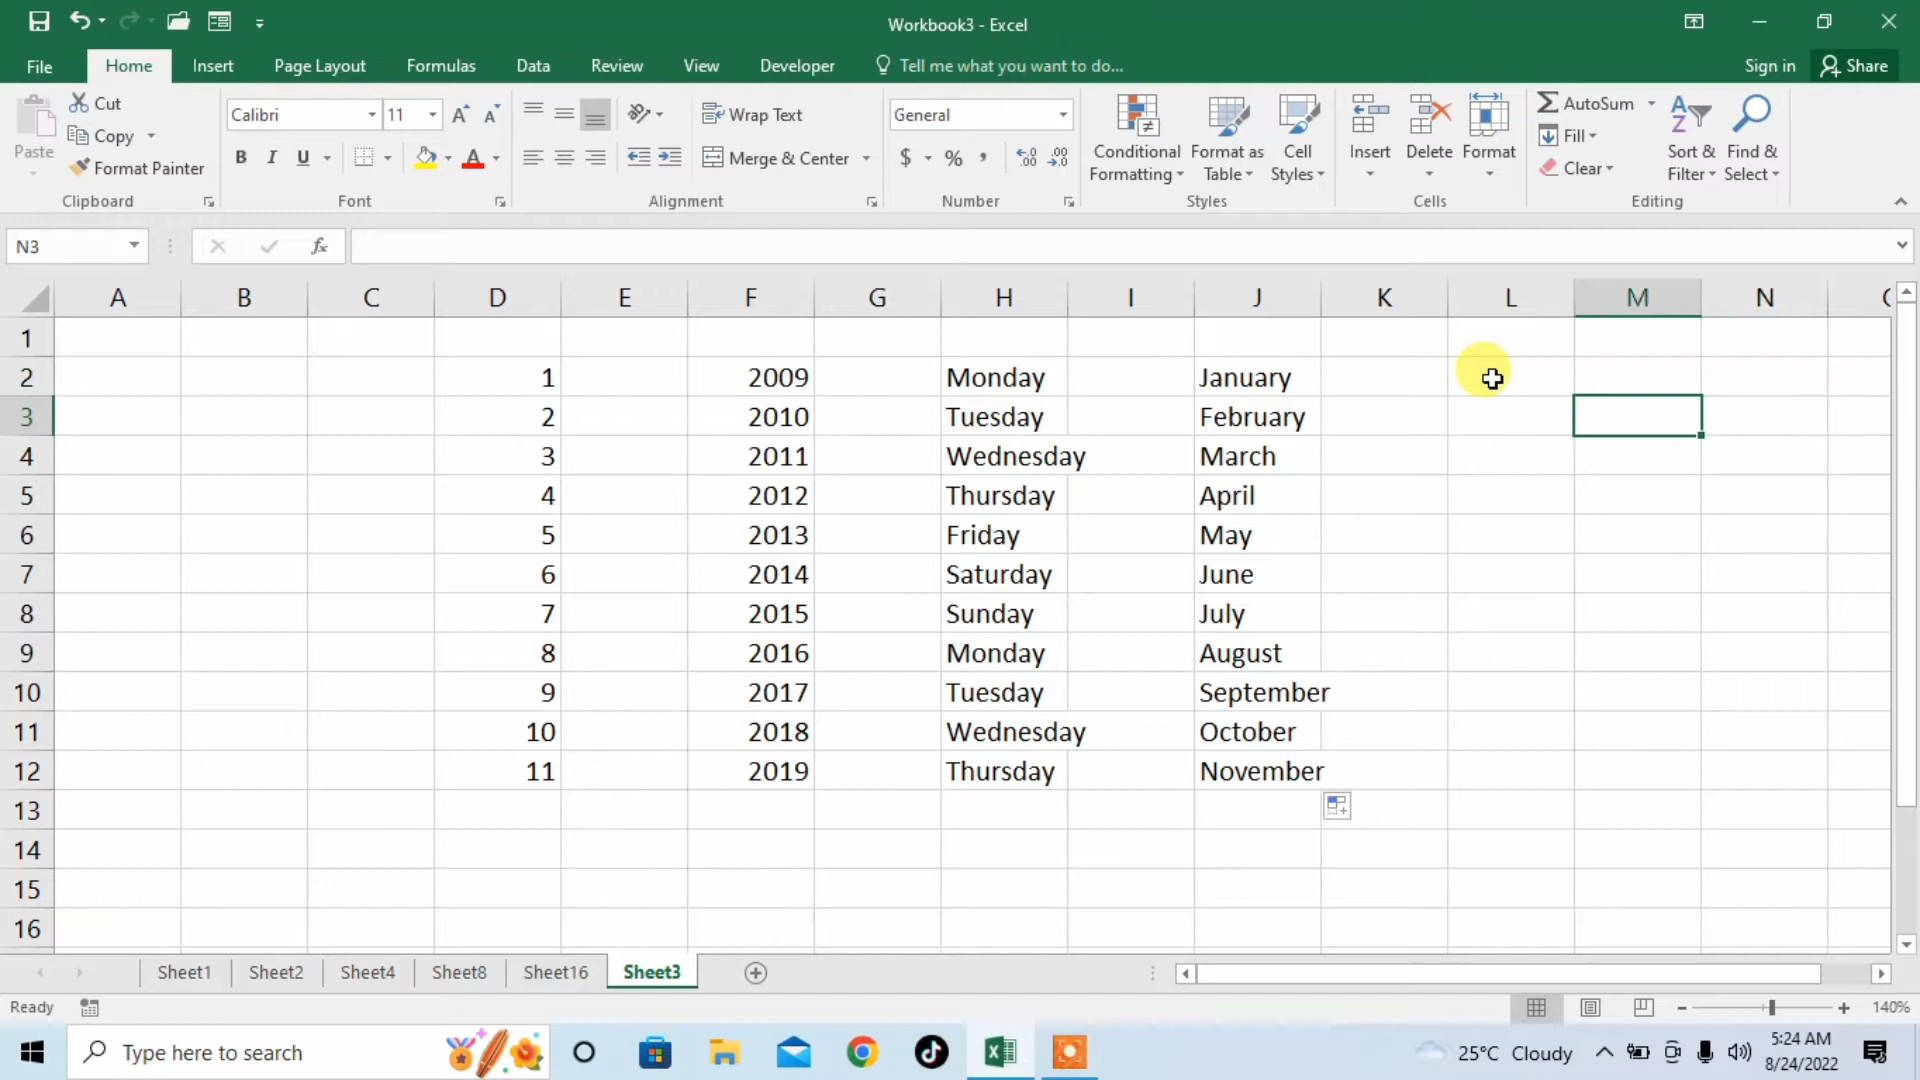 Workbook3 - Excel
File Home Insert Page Layout Formulas Data Review View Developer Tell me what you want to do... Sign in Share
Paste
Cut
Copy
Format Painter
Clipboard
Calibri 11
B I U A
Font
Wrap Text
Merge & Center
Alignment
General
$ % ,
Number
Conditional Formatting
Format as Table
Cell Styles
Styles
Insert Delete Format
Cells
AutoSum
Fill
Clear
Sort & Filter
Find & Select
Editing
N3 fx
A B C D E F G H I J K L M N
1
2 1 2009 Monday January
3 2 2010 Tuesday February
4 3 2011 Wednesday March
5 4 2012 Thursday April
6 5 2013 Friday May
7 6 2014 Saturday June
8 7 2015 Sunday July
9 8 2016 Monday August
10 9 2017 Tuesday September
11 10 2018 Wednesday October
12 11 2019 Thursday November
13
14
15
16
Sheet1 Sheet2 Sheet4 Sheet8 Sheet16 Sheet3
Ready 140%
Type here to search 25°C Cloudy 5:24 AM
8/24/2022